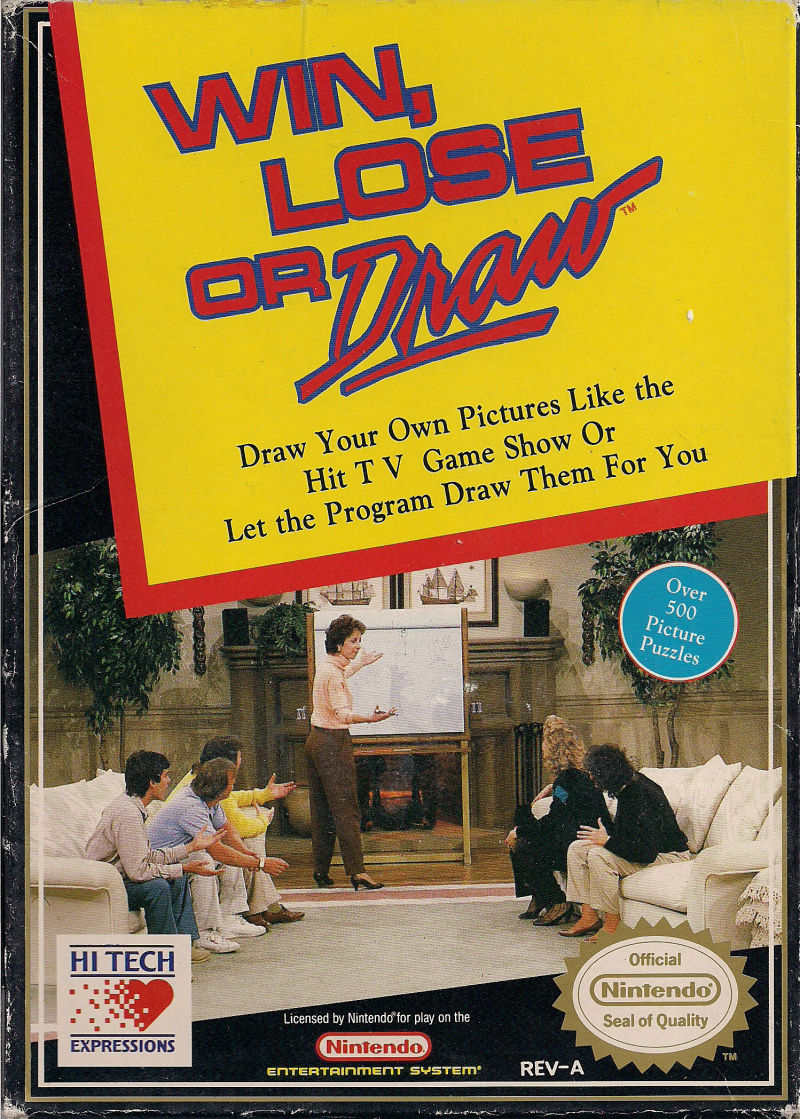 WIN,
LOSE
OR Draw™
Draw Your Own Pictures Like the
Hit T V Game Show Or
Let the Program Draw Them For You
Over
500
Picture
Puzzles
HI TECH
EXPRESSIONS
Licensed by Nintendo® for play on the
Nintendo®
ENTERTAINMENT SYSTEM®
REV-A
Official
Nintendo®
Seal of Quality
TM